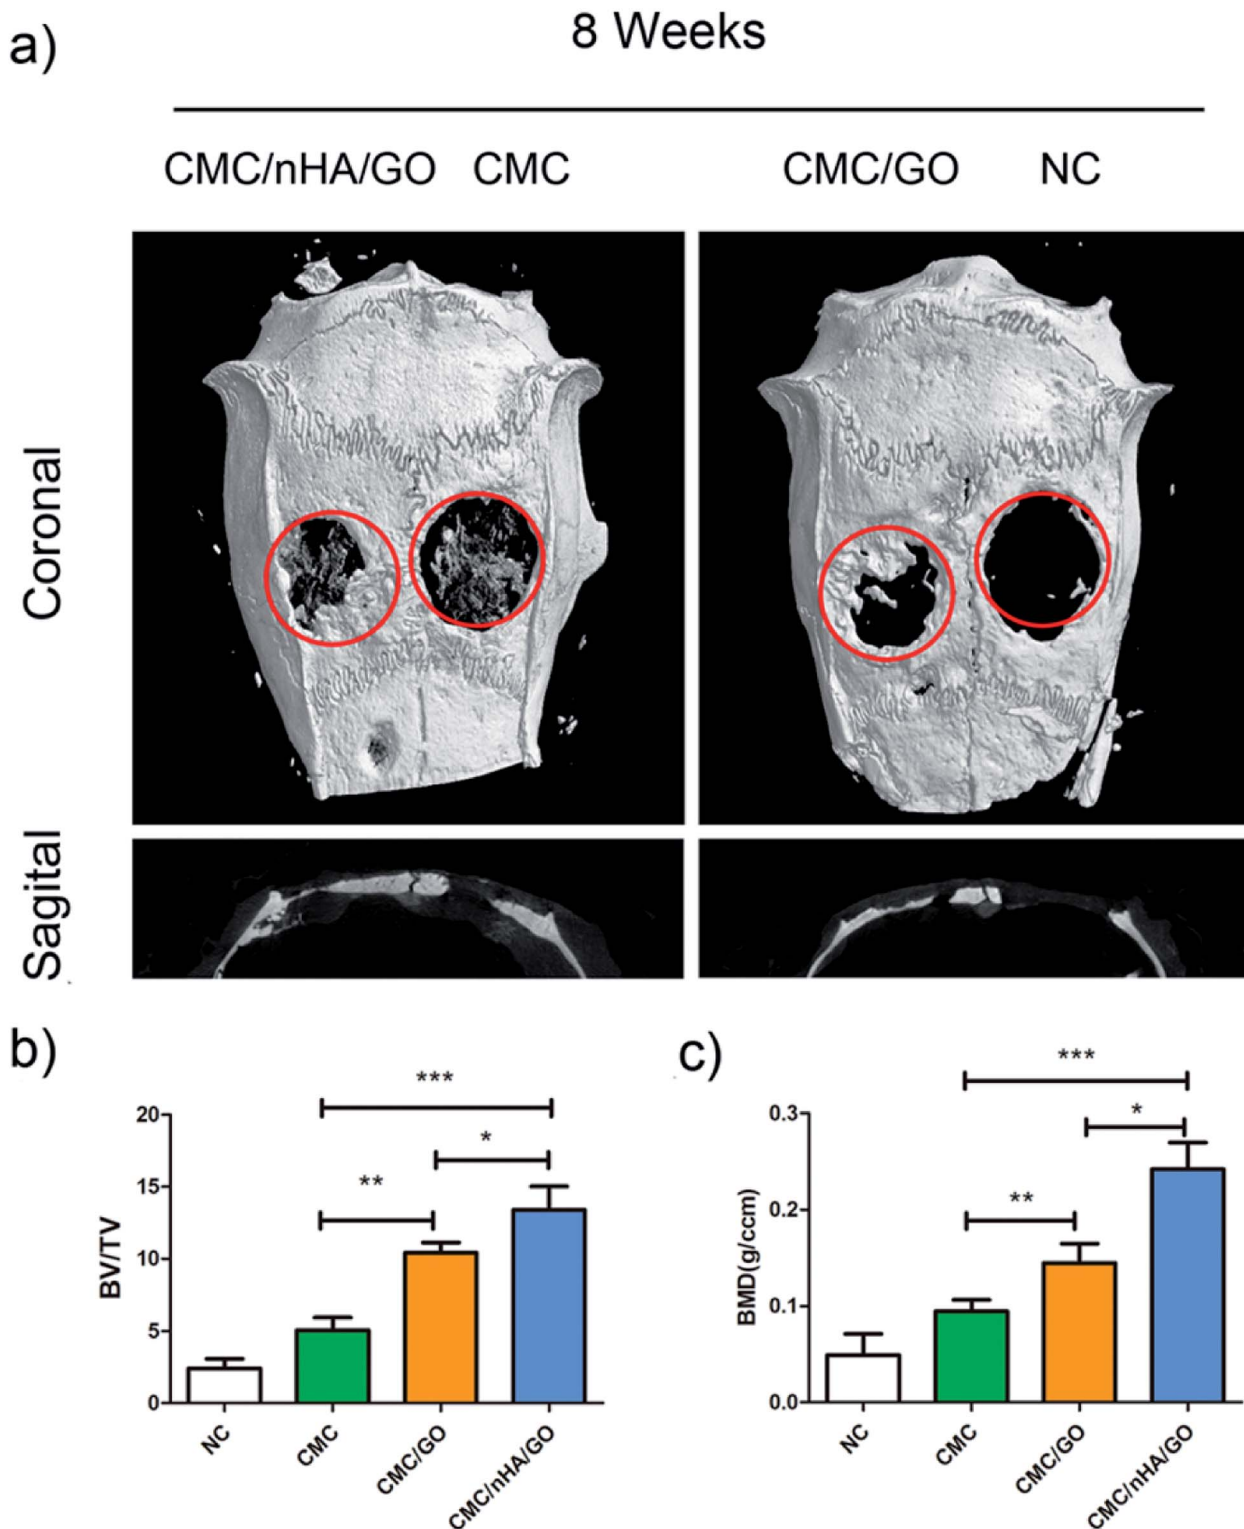 a)
8 Weeks
CMC/nHA/GO CMC
CMC/GO NC
Coronal
Sagital
b)
***
*
**
20
15
10
5
0
BV/TV
NC
CMC
CMC/GO
CMC/nHA/GO
c)
***
*
**
0.3
0.2
0.1
0.0
BMD(g/ccm)
NC
CMC
CMC/GO
CMC/nHA/GO